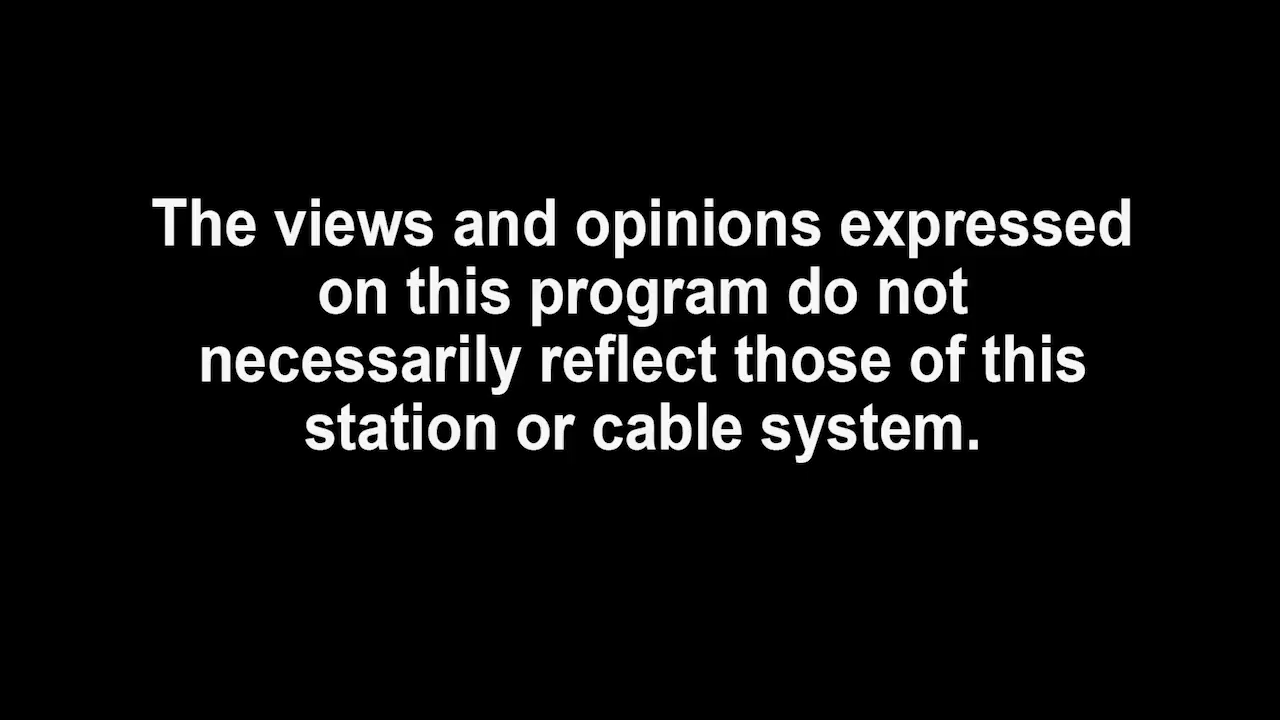 The views and opinions expressed
on this program do not
necessarily reflect those of this
station or cable system.